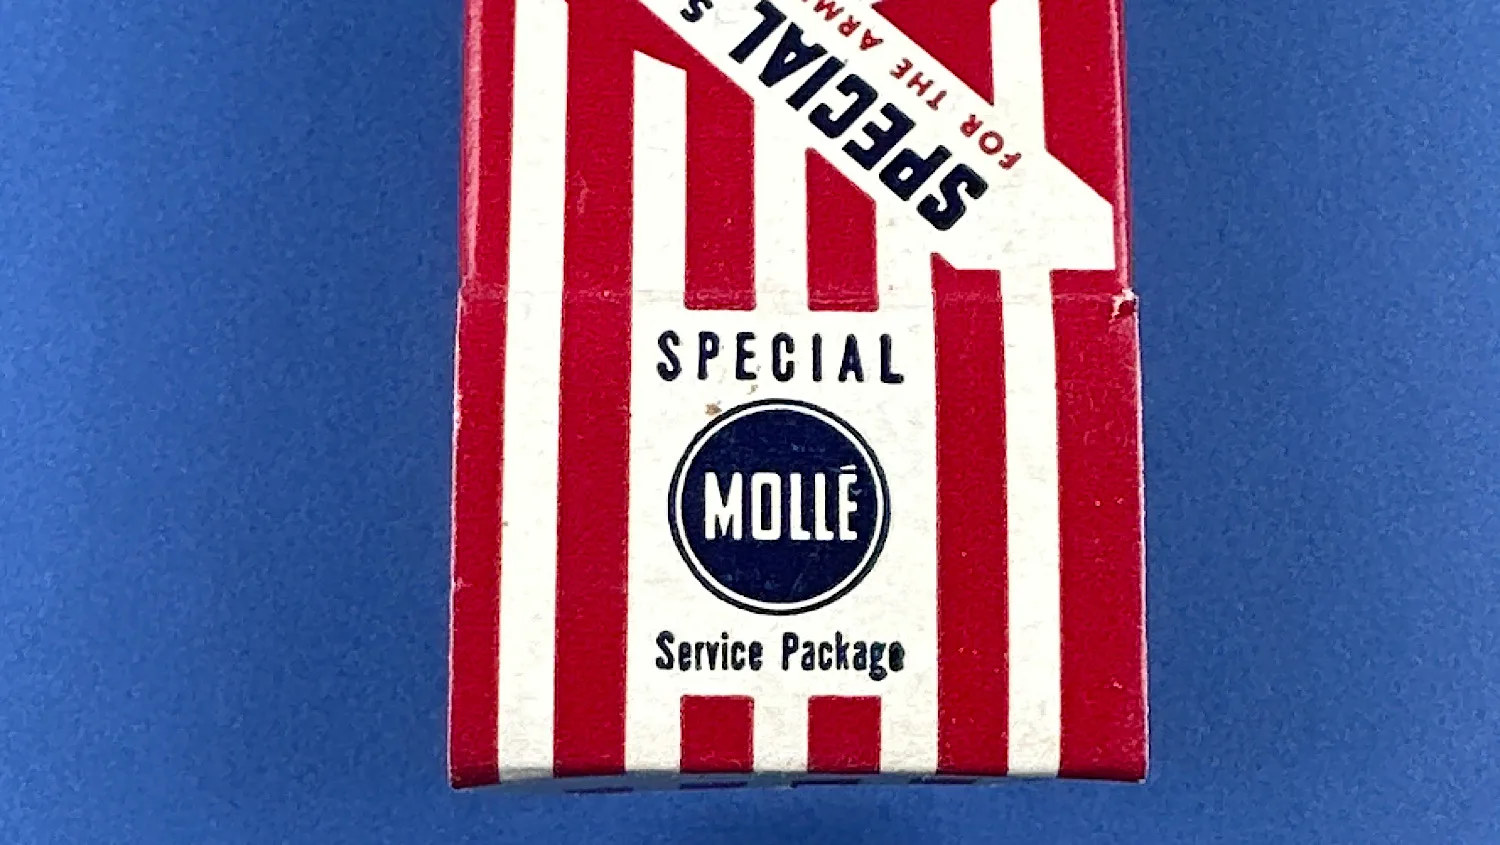 SPECIAL S
FOR THE ARM
SPECIAL
MOLLÉ
Service Package